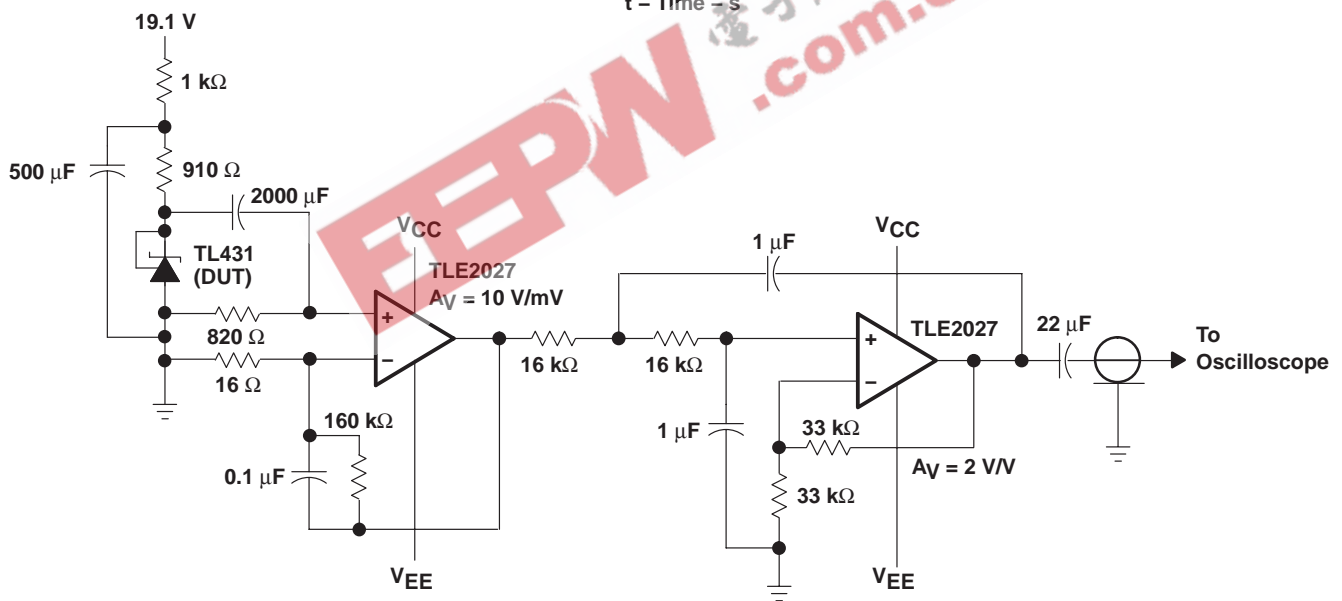 t – Time – s
19.1 V
1 kΩ
500 μF
910 Ω
2000 μF
TL431
(DUT)
820 Ω
16 Ω
160 kΩ
0.1 μF
VCC
TLE2027
AV = 10 V/mV
+
−
VEE
16 kΩ
16 kΩ
1 μF
1 μF
VCC
TLE2027
+
−
33 kΩ
33 kΩ
AV = 2 V/V
VEE
22 μF
To
Oscilloscope
EEPW
.com.